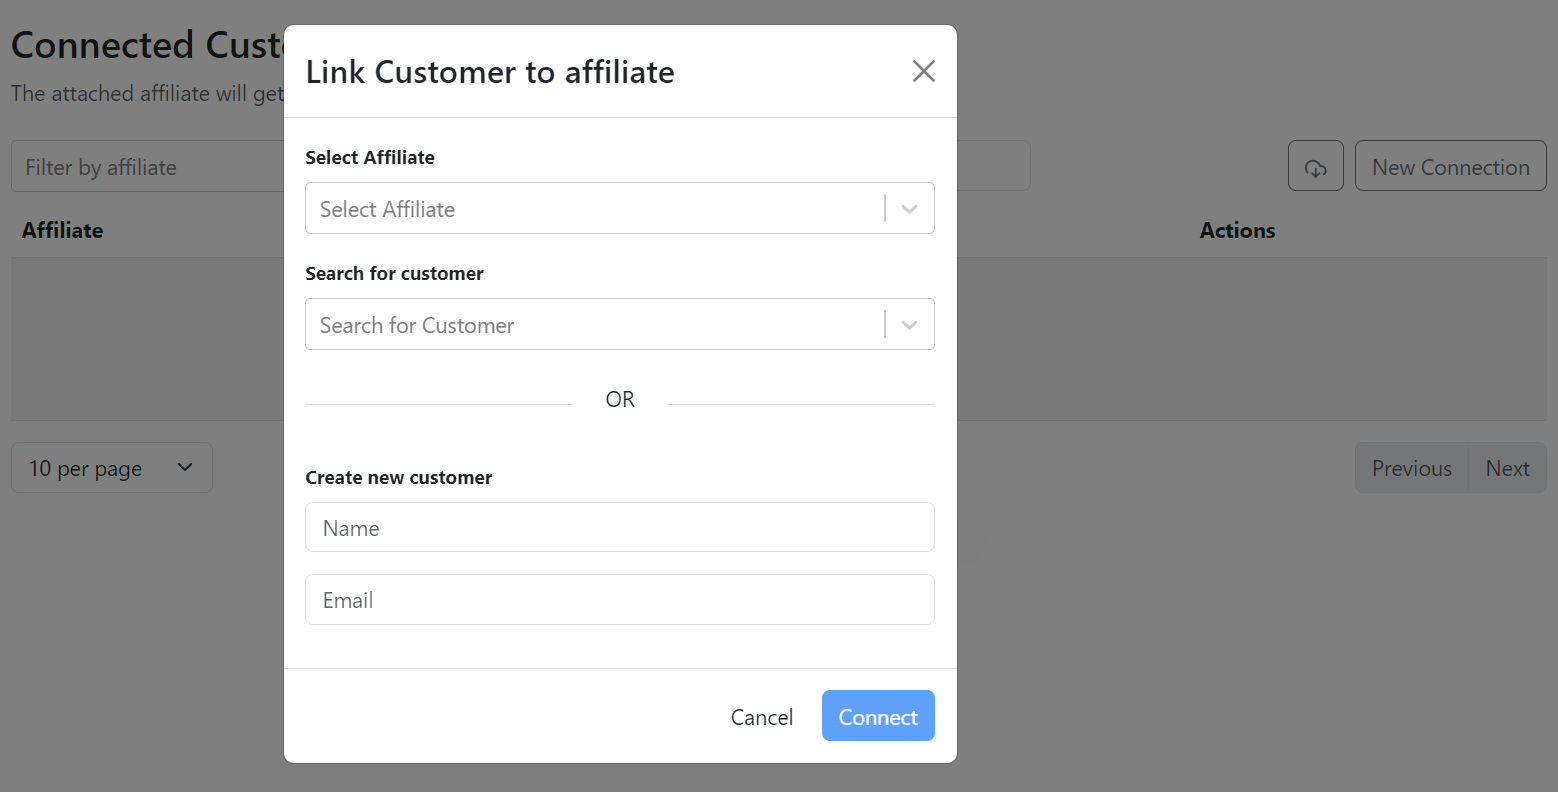 Connected
The attached affiliate will get
Filter by affiliate
New Connection
Affiliate
Actions
10 per page
Previous
Next
Link Customer to affiliate
Select Affiliate
Select Affiliate
Search for customer
Search for Customer
OR
Create new customer
Name
Email
Cancel
Connect